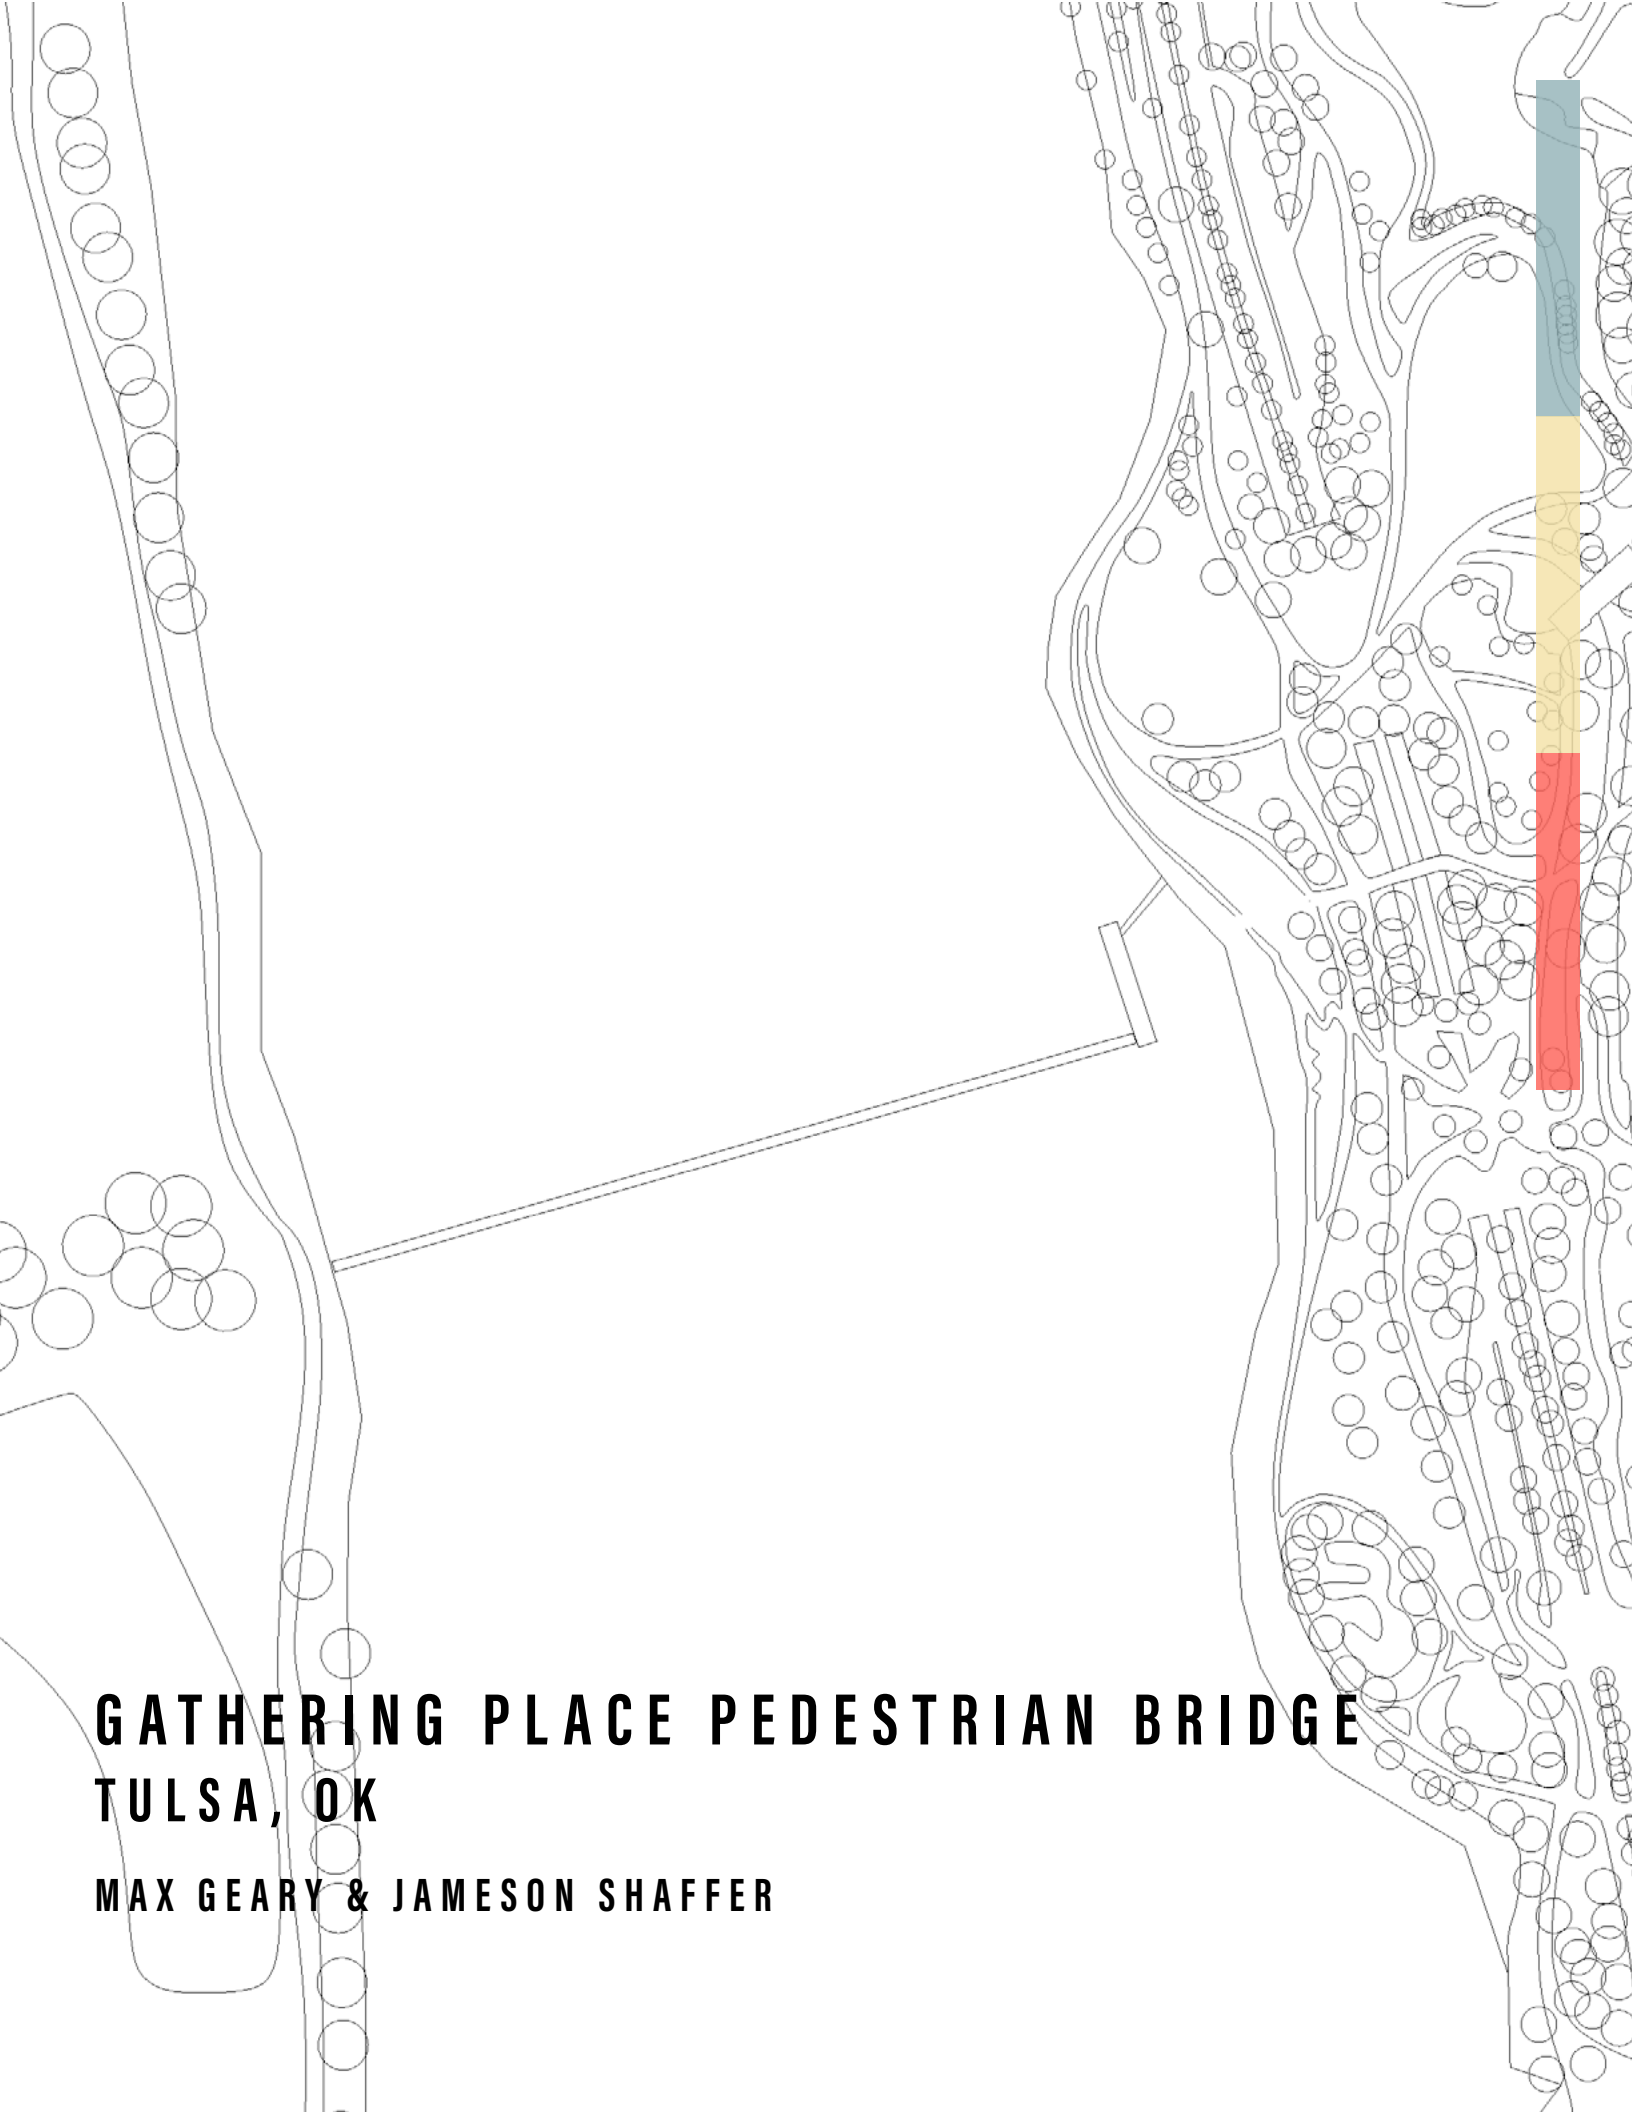 GATHERING PLACE PEDESTRIAN BRIDGE
TULSA, OK
MAX GEARY & JAMESON SHAFFER